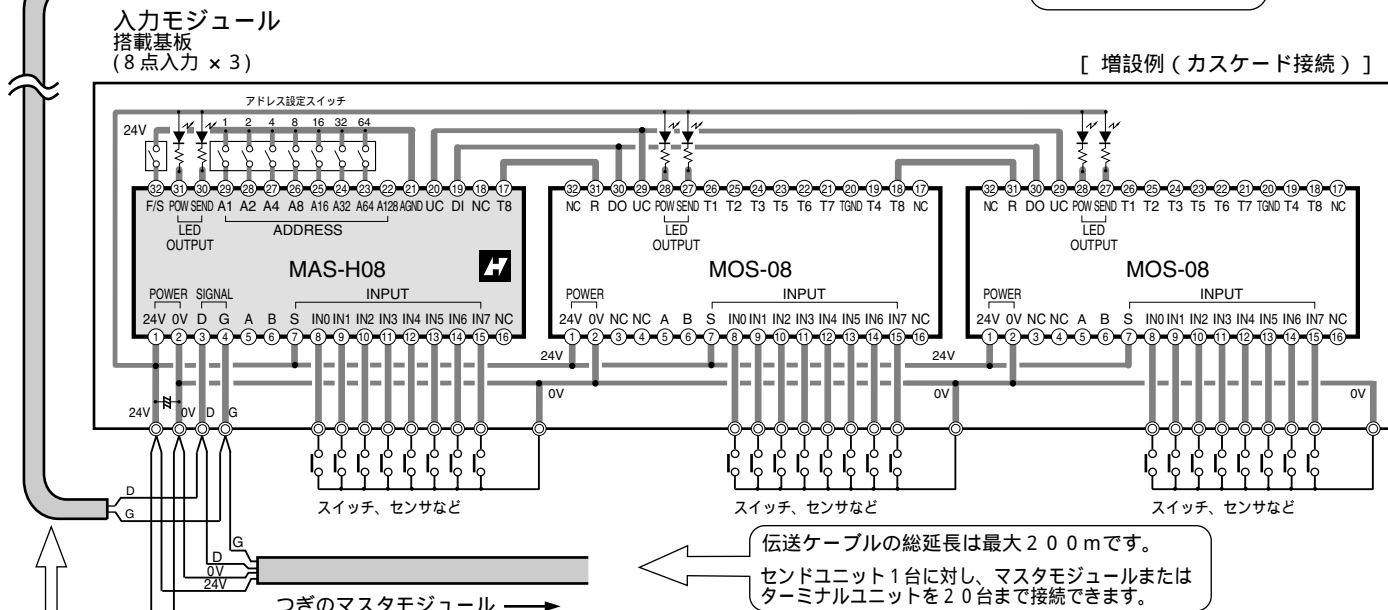 入力モジュール
搭載基板
(8点入力 × 3)
[ 増設例(カスケード接続) ]
アドレス設定スイッチ
24V 1 2 4 8 16 32 64
32 31 30 29 28 27 26 25 24 23 22 21 20 19 18 17
F/S POW SEND A1 A2 A4 A8 A16 A32 A64 A128 AGND UC DI NC T8
LED OUTPUT
ADDRESS
MAS-H08
H
POWER SIGNAL INPUT
24V 0V D G A B S IN0 IN1 IN2 IN3 IN4 IN5 IN6 IN7 NC
1 2 3 4 5 6 7 8 9 10 11 12 13 14 15 16
32 31 30 29 28 27 26 25 24 23 22 21 20 19 18 17
NC R DO UC POW SEND T1 T2 T3 T5 T6 T7 TGND T4 T8 NC
LED OUTPUT
MOS-08
POWER INPUT
24V 0V NC NC A B S IN0 IN1 IN2 IN3 IN4 IN5 IN6 IN7 NC
1 2 3 4 5 6 7 8 9 10 11 12 13 14 15 16
32 31 30 29 28 27 26 25 24 23 22 21 20 19 18 17
NC R DO UC POW SEND T1 T2 T3 T5 T6 T7 TGND T4 T8 NC
LED OUTPUT
MOS-08
POWER INPUT
24V 0V NC NC A B S IN0 IN1 IN2 IN3 IN4 IN5 IN6 IN7 NC
1 2 3 4 5 6 7 8 9 10 11 12 13 14 15 16
24V 24V
0V 0V 0V
24V 0V D G
スイッチ、センサなど
スイッチ、センサなど
スイッチ、センサなど
D
G
G
D
0V
24V
つぎのマスタモジュール
伝送ケーブルの総延長は最大200mです。
センドユニット1台に対し、マスタモジュールまたは
ターミナルユニットを20台まで接続できます。